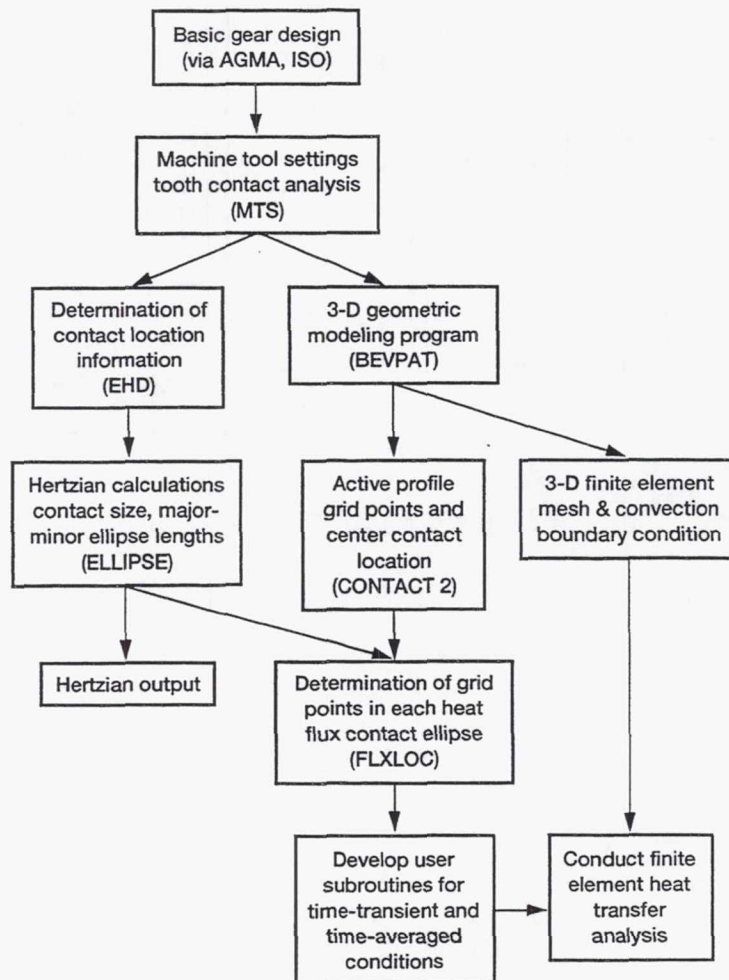 Basic gear design
(via AGMA, ISO)
Machine tool settings
tooth contact analysis
(MTS)
Determination of
contact location
information
(EHD)
3-D geometric
modeling program
(BEVPAT)
Hertzian calculations
contact size, major-
minor ellipse lengths
(ELLIPSE)
Active profile
grid points and
center contact
location
(CONTACT 2)
3-D finite element
mesh & convection
boundary condition
Hertzian output
Determination of grid
points in each heat
flux contact ellipse
(FLXLOC)
Develop user
subroutines for
time-transient and
time-averaged
conditions
Conduct finite
element heat
transfer
analysis